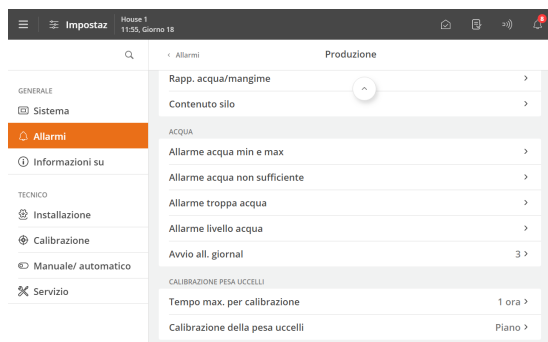 Impostaz
House 1
11:55, Giorno 18
8
Allarmi
Produzione
GENERALE
Sistema
Allarmi
Informazioni su
TECNICO
Installazione
Calibrazione
Manuale/ automatico
Servizio
Rapp. acqua/mangime
Contenuto silo
ACQUA
Allarme acqua min e max
Allarme acqua non sufficiente
Allarme troppa acqua
Allarme livello acqua
Avvio all. giornal 3
CALIBRAZIONE PESA UCCELLI
Tempo max. per calibrazione 1 ora
Calibrazione della pesa uccelli Piano